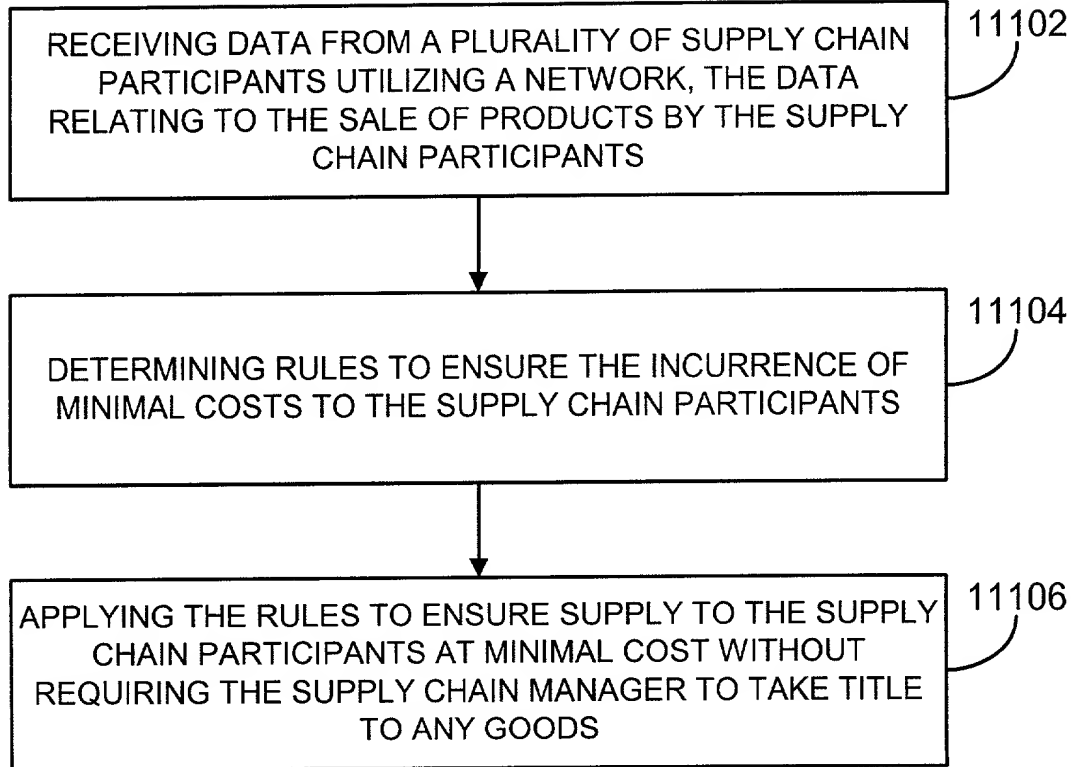 RECEIVING DATA FROM A PLURALITY OF SUPPLY CHAIN
PARTICIPANTS UTILIZING A NETWORK, THE DATA
RELATING TO THE SALE OF PRODUCTS BY THE SUPPLY
CHAIN PARTICIPANTS
11102
DETERMINING RULES TO ENSURE THE INCURRENCE OF
MINIMAL COSTS TO THE SUPPLY CHAIN PARTICIPANTS
11104
APPLYING THE RULES TO ENSURE SUPPLY TO THE SUPPLY
CHAIN PARTICIPANTS AT MINIMAL COST WITHOUT
REQUIRING THE SUPPLY CHAIN MANAGER TO TAKE TITLE
TO ANY GOODS
11106